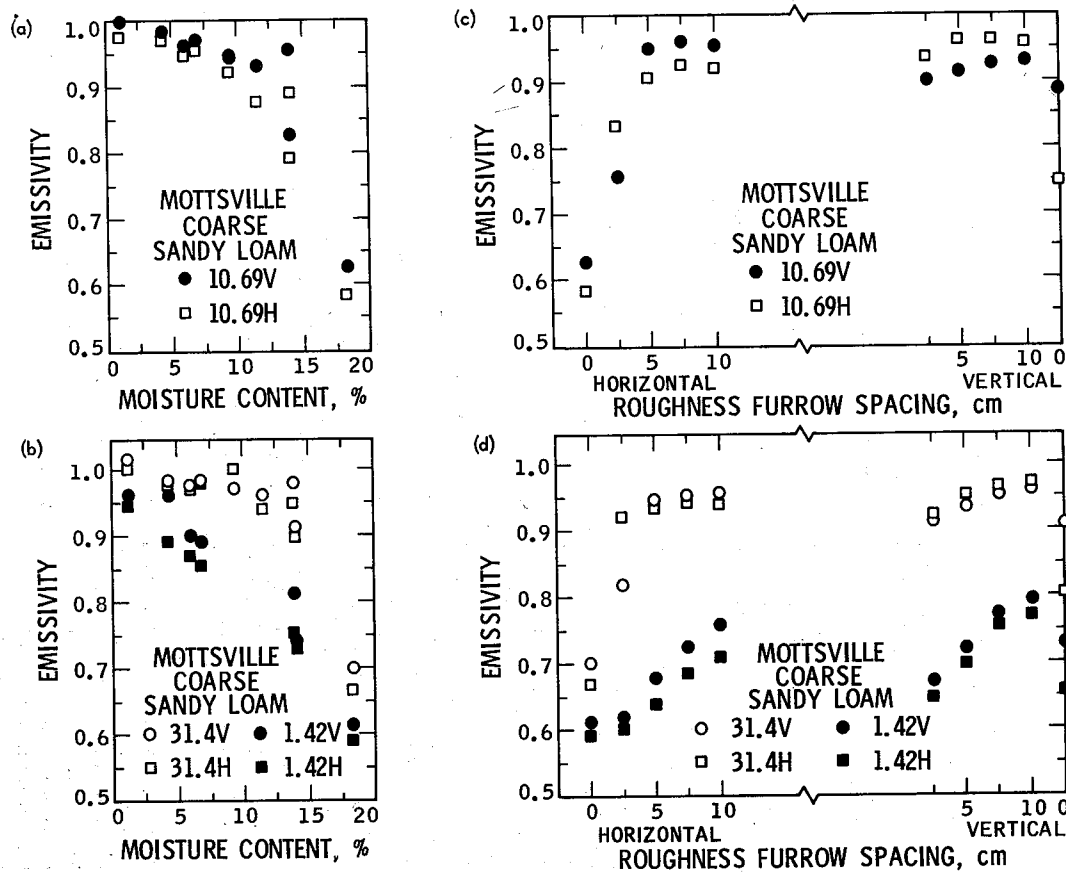 (a)
1.0
0.9
0.8
0.7
0.6
0.5
EMISSIVITY
MOTTSVILLE
COARSE
SANDY LOAM
10.69V
10.69H
0 5 10 15 20
MOISTURE CONTENT, %
(c)
1.0
0.9
0.8
0.7
0.6
0.5
EMISSIVITY
MOTTSVILLE
COARSE
SANDY LOAM
10.69V
10.69H
0 5 10 5 10 0
HORIZONTAL VERTICAL
ROUGHNESS FURROW SPACING, cm
(b)
1.0
0.9
0.8
0.7
0.6
0.5
EMISSIVITY
MOTTSVILLE
COARSE
SANDY LOAM
31.4V 1.42V
31.4H 1.42H
0 5 10 15 20
MOISTURE CONTENT, %
(d)
1.0
0.9
0.8
0.7
0.6
0.5
EMISSIVITY
MOTTSVILLE
COARSE
SANDY LOAM
31.4V 1.42V
31.4H 1.42H
0 5 10 5 10 0
HORIZONTAL VERTICAL
ROUGHNESS FURROW SPACING, cm